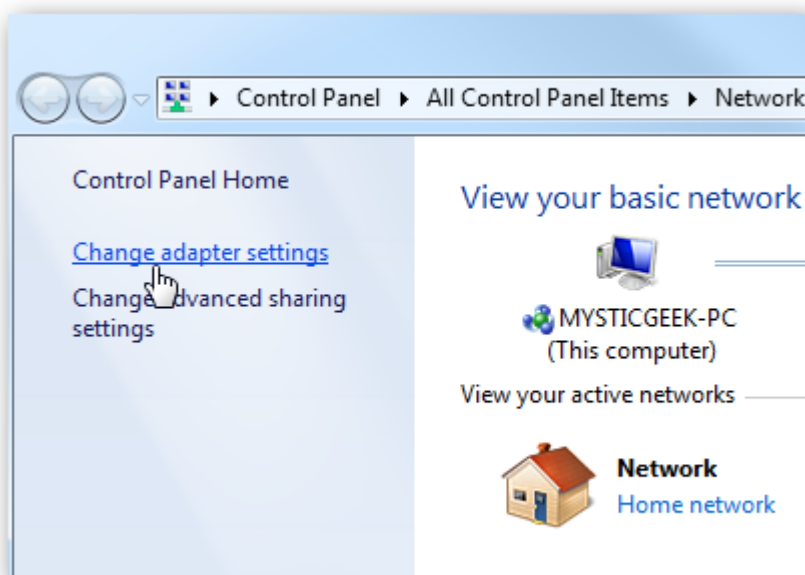 Control Panel ▸ All Control Panel Items ▸ Network
Control Panel Home
Change adapter settings
Change advanced sharing
settings
View your basic network
MYSTICGEEK-PC
(This computer)
View your active networks
Network
Home network